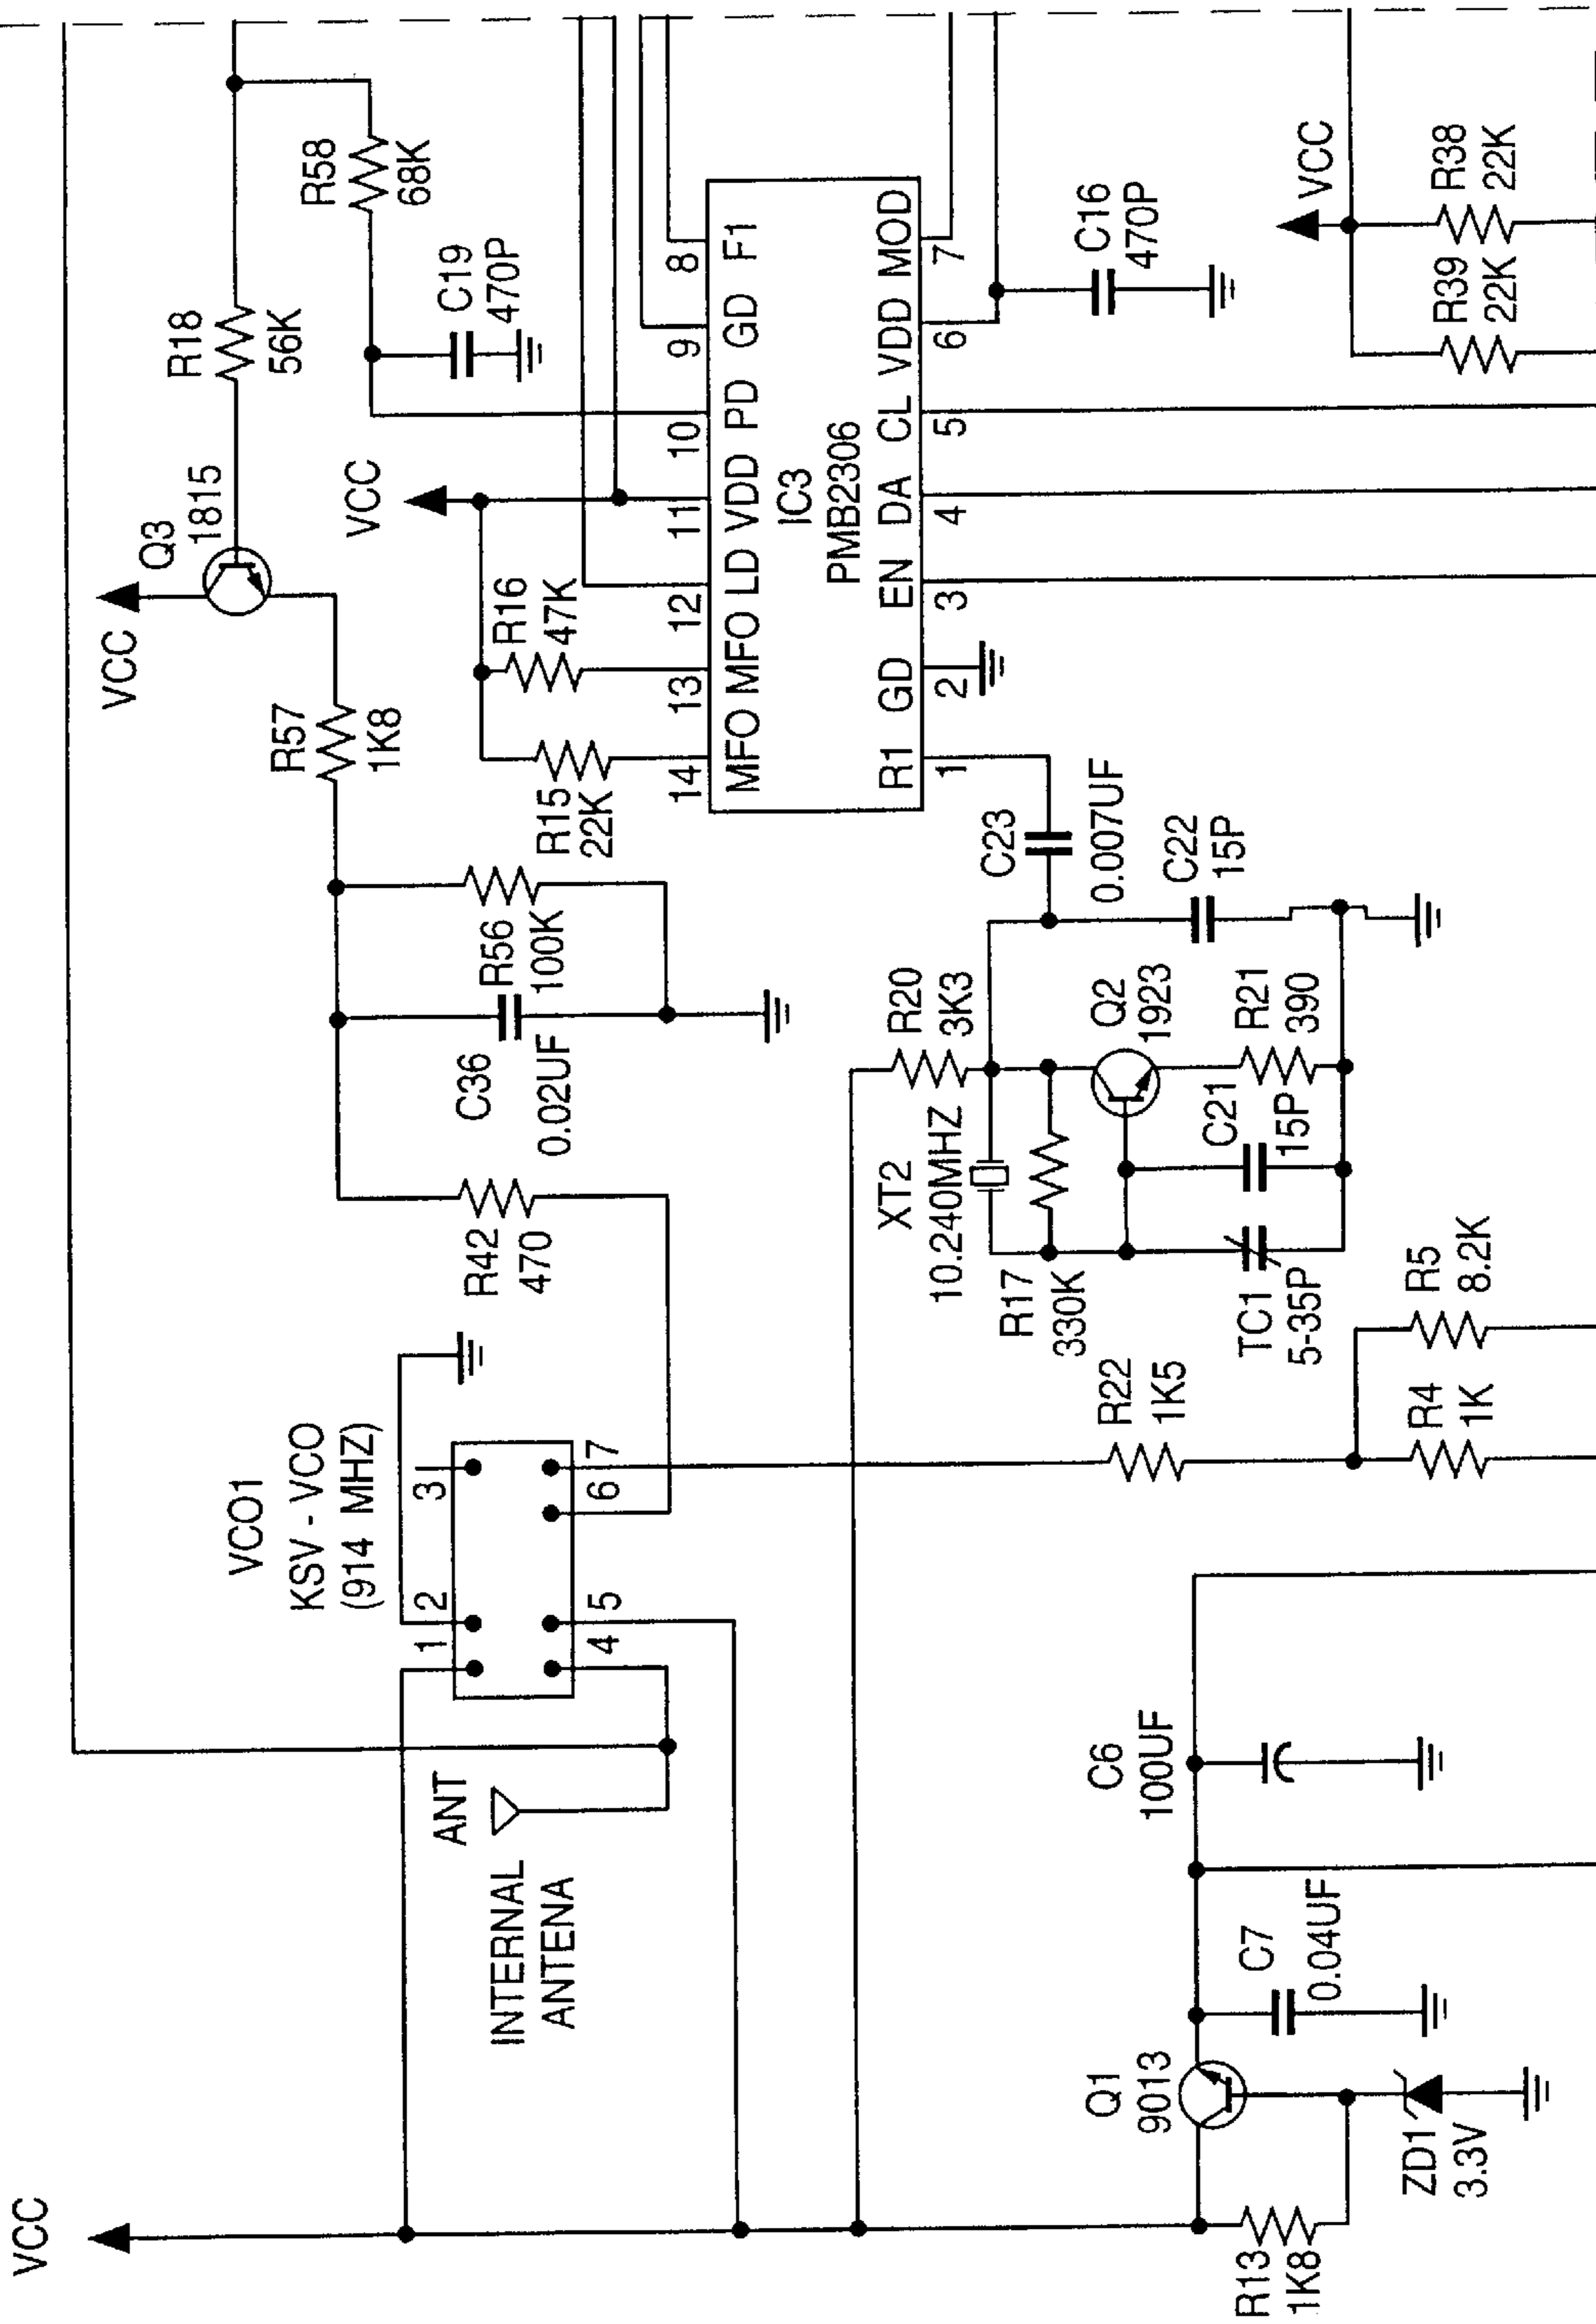 VCC
VCO1
KSV - VCO
(914 MHZ)
1
2
3
4
5
6
7
ANT
INTERNAL
ANTENA
R42
470
C36
0.02UF
R56
100K
R57
1K8
VCC
Q3
1815
R18
56K
R58
68K
C19
470P
VCC
R15
22K
R16
47K
14
13
12
11
10
9
8
MFO
MFO
LD
VDD
PD
GD
F1
IC3
PMB2306
R1
GD
EN
DA
CL
VDD
MOD
1
2
3
4
5
6
7
C16
470P
C23
0.007UF
C22
15P
R20
3K3
XT2
10.240MHZ
R17
330K
Q2
1923
R21
390
C21
15P
TC1
5-35P
R22
1K5
R4
1K
R5
8.2K
VCC
R39
22K
R38
22K
R13
1K8
Q1
9013
ZD1
3.3V
C7
0.04UF
C6
100UF